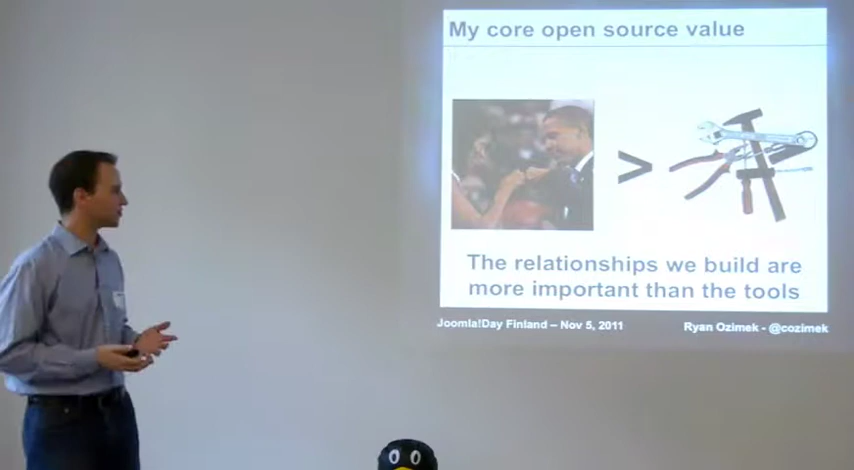 My core open source value
>
The relationships we build are
more important than the tools
Joomla!Day Finland – Nov 5, 2011
Ryan Ozimek - @cozimek